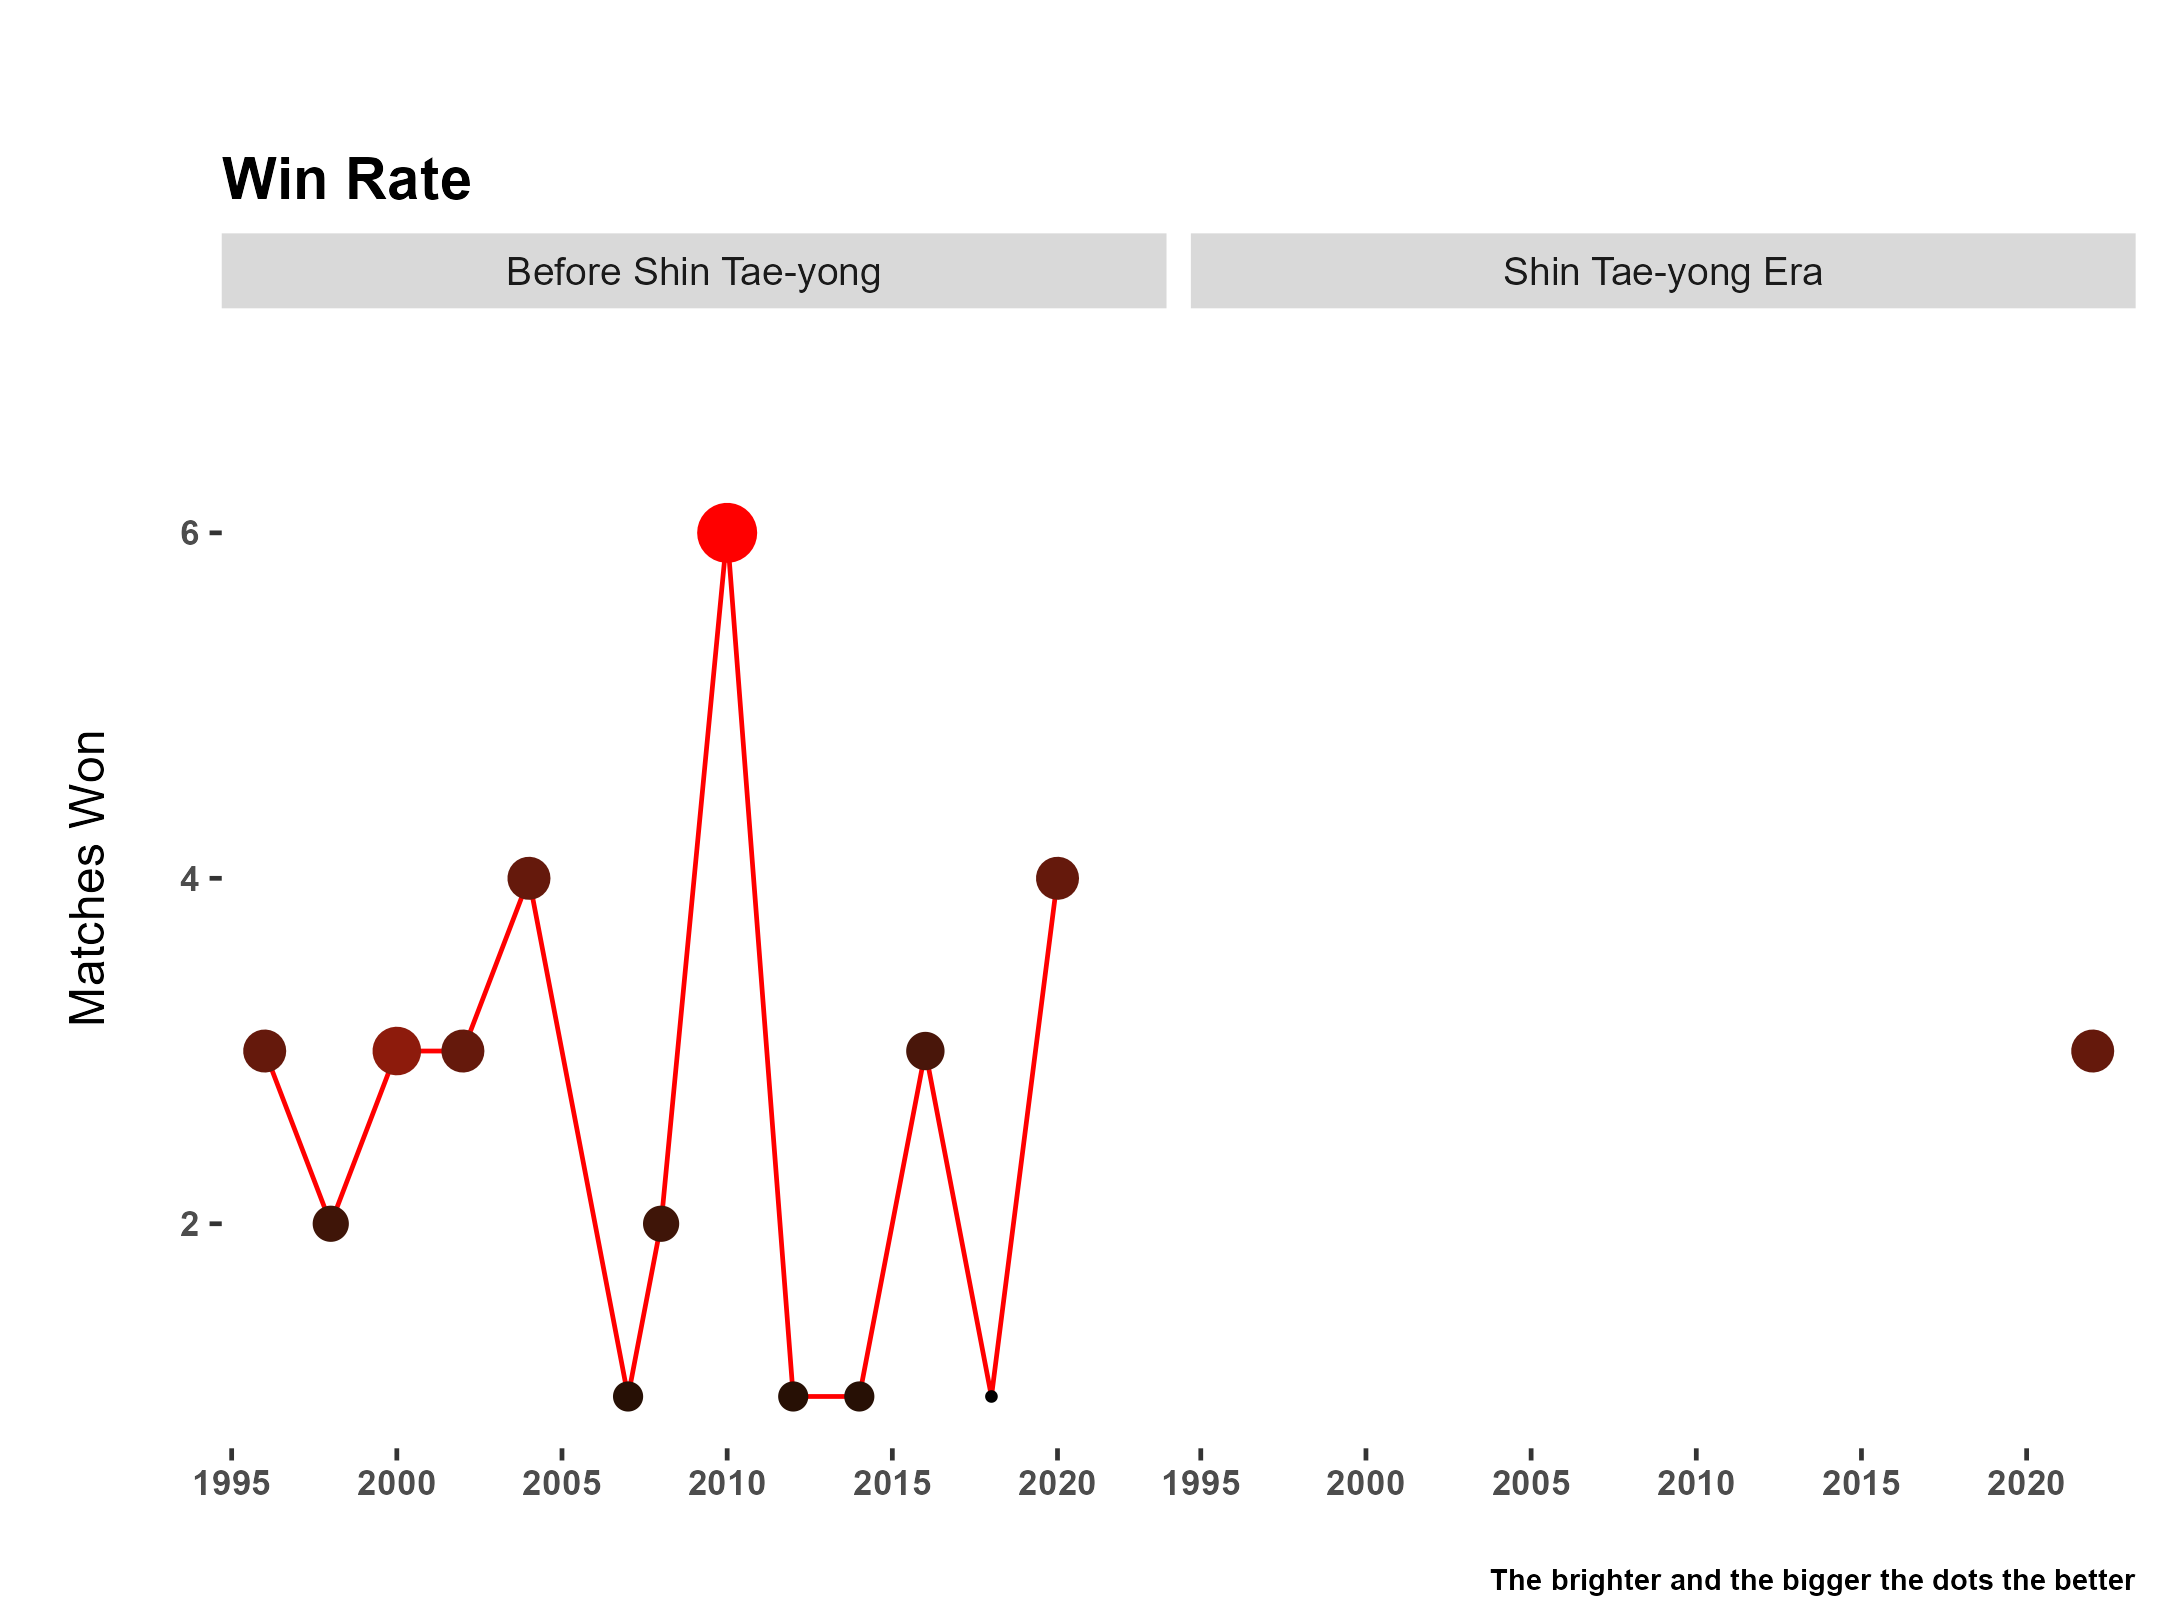 Win Rate
Before Shin Tae-yong
Shin Tae-yong Era
Matches Won
6
4
2
1995 2000 2005 2010 2015 2020
1995 2000 2005 2010 2015 2020
The brighter and the bigger the dots the better